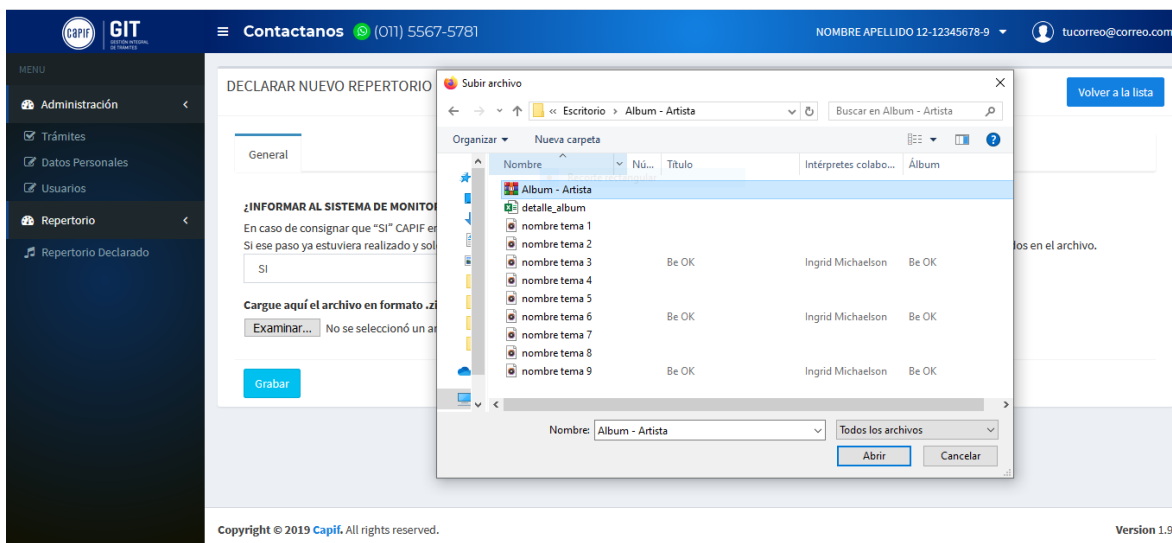 CAPIF GIT
GESTIÓN INTEGRAL
DE TRÁMITES
Contactanos (011) 5567-5781
NOMBRE APELLIDO 12-12345678-9
tucorreo@correo.com
MENU
Administración
Trámites
Datos Personales
Usuarios
Repertorio
Repertorio Declarado
DECLARAR NUEVO REPERTORIO
Volver a la lista
General
¿INFORMAR AL SISTEMA DE MONITO
En caso de consignar que “SI” CAPIF e
Si ese paso ya estuviera realizado y sol
dos en el archivo.
SI
Cargue aquí el archivo en formato .zi
Examinar... No se seleccionó un a
Grabar
Subir archivo
« Escritorio > Album - Artista
Buscar en Album - Artista
Organizar
Nueva carpeta
Nombre Nú... Título Intérpretes colabo... Álbum
Recorte rectangular
Album - Artista
detalle_album
nombre tema 1
nombre tema 2
nombre tema 3 Be OK Ingrid Michaelson Be OK
nombre tema 4
nombre tema 5
nombre tema 6 Be OK Ingrid Michaelson Be OK
nombre tema 7
nombre tema 8
nombre tema 9 Be OK Ingrid Michaelson Be OK
Nombre: Album - Artista
Todos los archivos
Abrir
Cancelar
Copyright © 2019 Capif. All rights reserved.
Version 1.9